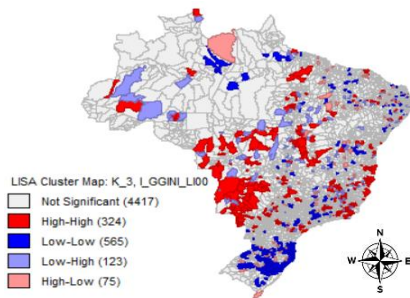 LISA Cluster Map: K_3, I_GGINI_LI00
Not Significant (4417)
High-High (324)
Low-Low (565)
Low-High (123)
High-Low (75)
N
W E
S